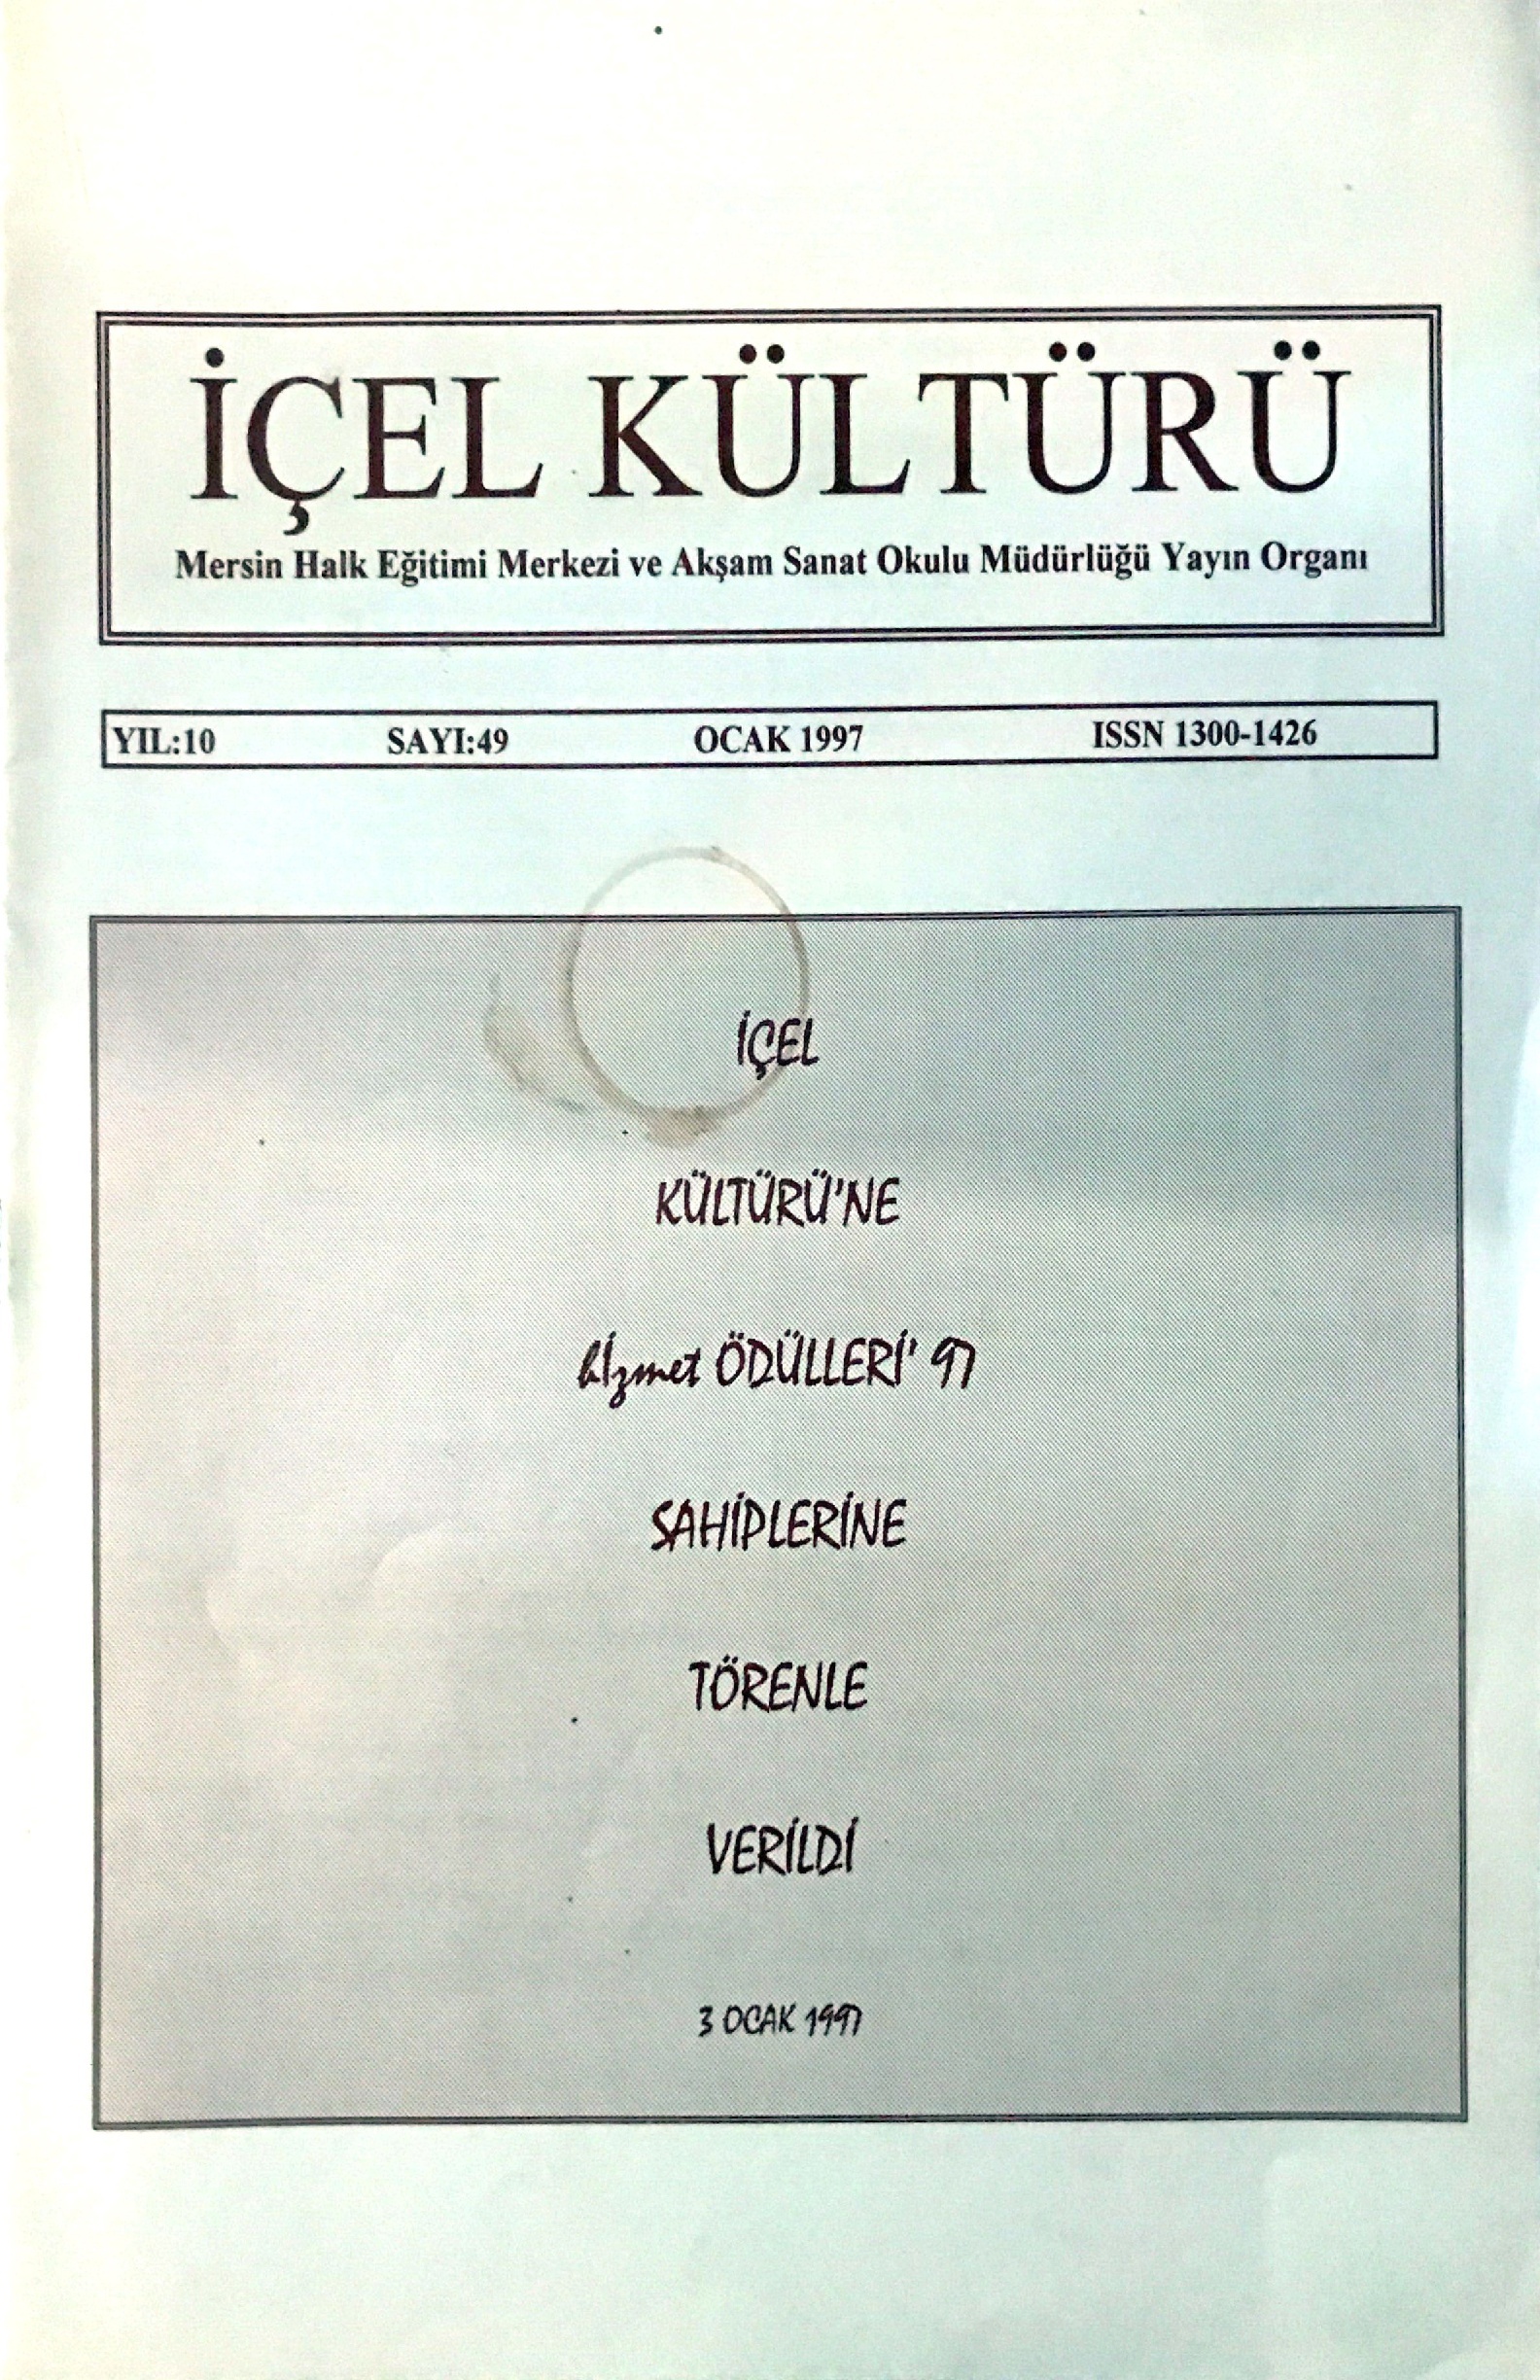 İÇEL KÜLTÜRÜ
Mersin Halk Eğitimi Merkezi ve Akşam Sanat Okulu Müdürlüğü Yayın Organı
YIL:10 SAYI:49 OCAK 1997 ISSN 1300-1426
İÇEL
KÜLTÜRÜ'NE
hizmet ÖDÜLLERİ' 97
SAHİPLERİNE
TÖRENLE
VERİLDİ
3 OCAK 1997